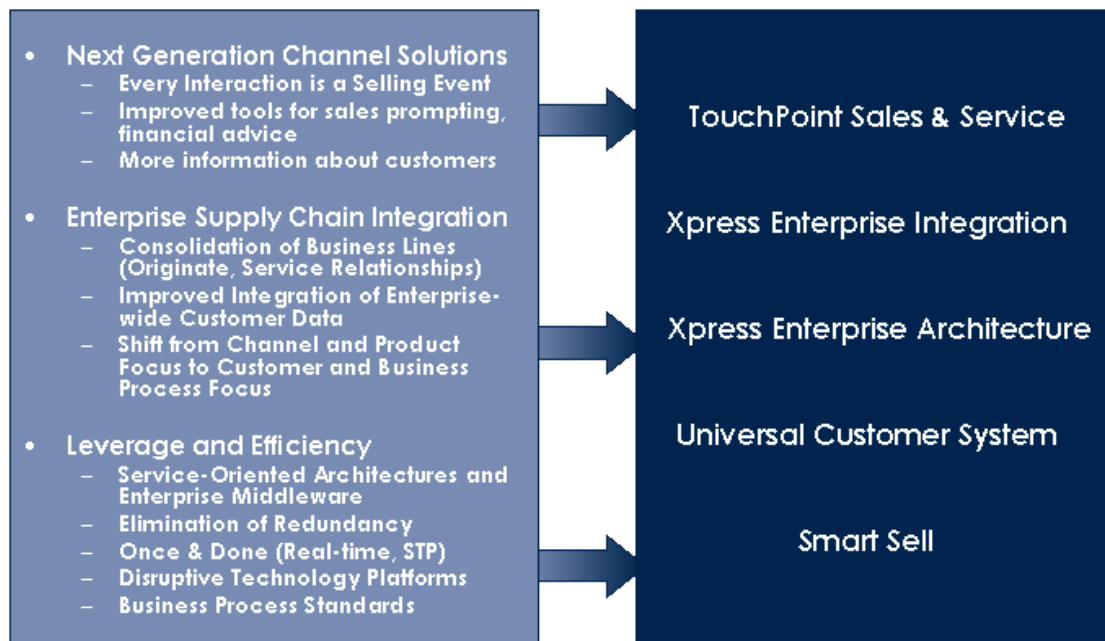 • Next Generation Channel Solutions
– Every Interaction is a Selling Event
– Improved tools for sales prompting,
financial advice
– More information about customers
• Enterprise Supply Chain Integration
– Consolidation of Business Lines
(Originate, Service Relationships)
– Improved Integration of Enterprise-
wide Customer Data
– Shift from Channel and Product
Focus to Customer and Business
Process Focus
• Leverage and Efficiency
– Service-Oriented Architectures and
Enterprise Middleware
– Elimination of Redundancy
– Once & Done (Real-time, STP)
– Disruptive Technology Platforms
– Business Process Standards
TouchPoint Sales & Service
Xpress Enterprise Integration
Xpress Enterprise Architecture
Universal Customer System
Smart Sell